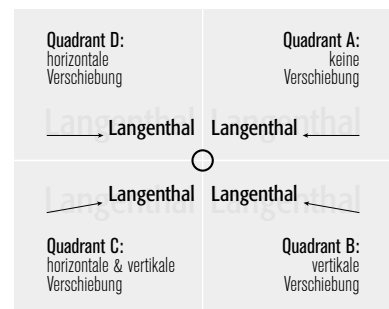 Quadrant D:
horizontale
Verschiebung
Quadrant A:
keine
Verschiebung
Langenthal
Langenthal
Langenthal
Langenthal
Langenthal
Langenthal
Langenthal
Langenthal
Quadrant C:
horizontale & vertikale
Verschiebung
Quadrant B:
vertikale
Verschiebung